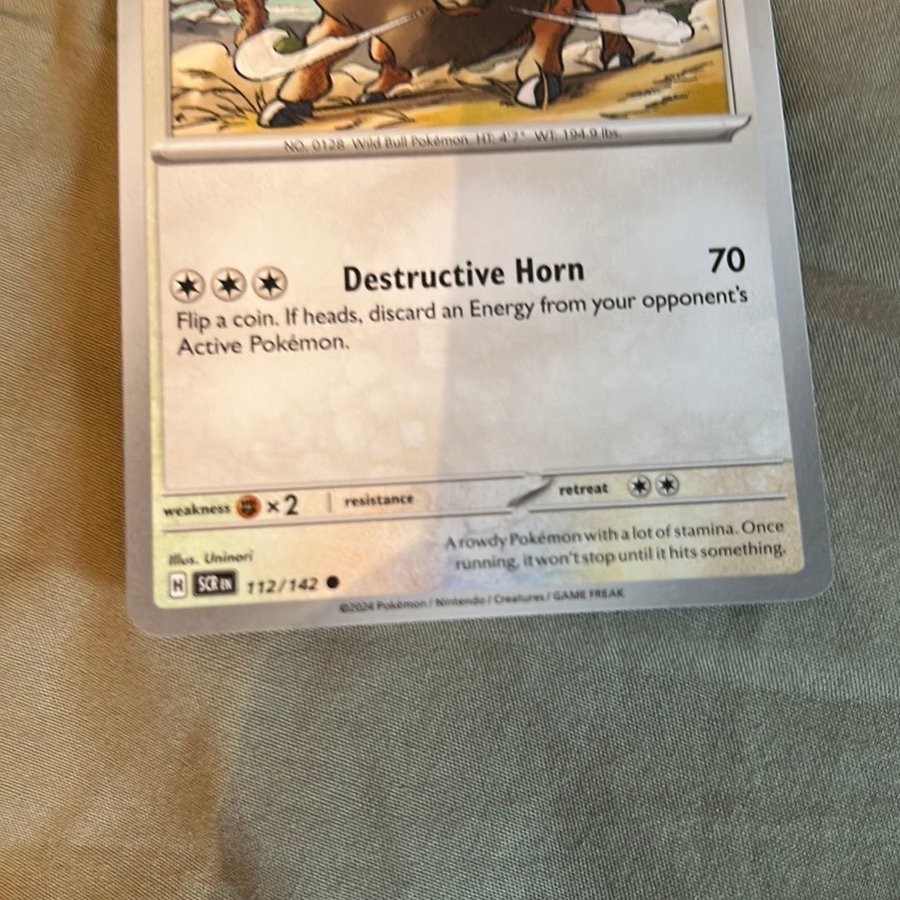 NO. 0128 Wild Bull Pokémon HT: 4'7" WT: 194.9 lbs.
Destructive Horn 70
Flip a coin. If heads, discard an Energy from your opponent's
Active Pokémon.
weakness ×2 resistance retreat
A rowdy Pokémon with a lot of stamina. Once
running, it won't stop until it hits something.
Illus. Uninori
H SCR EN 112/142
©2024 Pokémon / Nintendo / Creatures / GAME FREAK